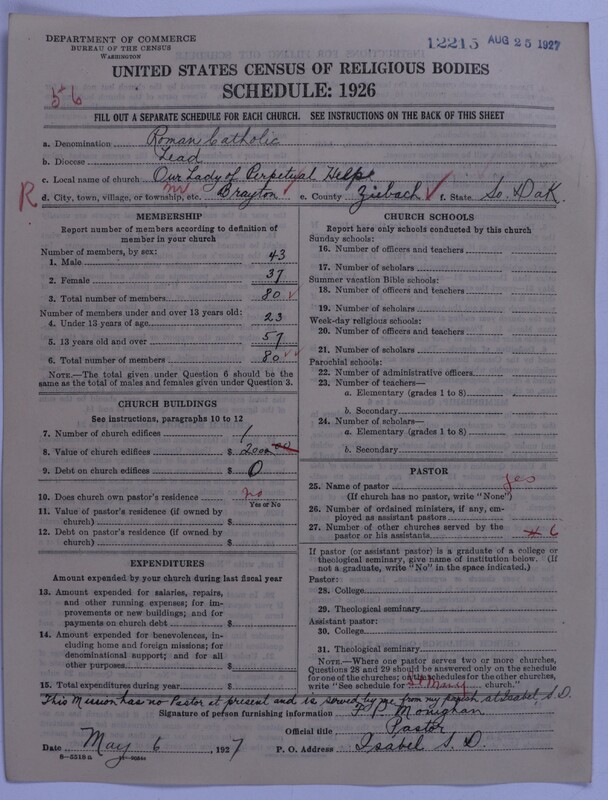 DEPARTMENT OF COMMERCE
BUREAU OF THE CENSUS
WASHINGTON
12215 AUG 25 1927
UNITED STATES CENSUS OF RELIGIOUS BODIES
SCHEDULE: 1926
56
FILL OUT A SEPARATE SCHEDULE FOR EACH CHURCH. SEE INSTRUCTIONS ON THE BACK OF THIS SHEET
a. Denomination Roman Catholic
b. Diocese Lead
c. Local name of church Our Lady of Perpetual Help
R d. City, town, village, or township, etc. Brayton e. County Ziebach f. State So. Dak.
MEMBERSHIP
Report number of members according to definition of
member in your church
Number of members, by sex:
1. Male 43
2. Female 37
3. Total number of members 80
Number of members under and over 13 years old:
4. Under 13 years of age 23
5. 13 years old and over 57
6. Total number of members 80
NOTE.—The total given under Question 6 should be
the same as the total of males and females given under Question 3.
CHURCH BUILDINGS
See instructions, paragraphs 10 to 12
7. Number of church edifices 1
8. Value of church edifices $ 2000 00
9. Debt on church edifices $ 0
10. Does church own pastor's residence no
Yes or No
11. Value of pastor's residence (if owned by
church) $
12. Debt on pastor's residence (if owned by
church) $
EXPENDITURES
Amount expended by your church during last fiscal year
13. Amount expended for salaries, repairs,
and other running expenses; for im-
provements or new buildings; and for
payments on church debt $
14. Amount expended for benevolences, in-
cluding home and foreign missions; for
denominational support; and for all
other purposes $
15. Total expenditures during year $
CHURCH SCHOOLS
Report here only schools conducted by this church
Sunday schools:
16. Number of officers and teachers
17. Number of scholars
Summer vacation Bible schools:
18. Number of officers and teachers
19. Number of scholars
Week-day religious schools:
20. Number of officers and teachers
21. Number of scholars
Parochial schools:
22. Number of administrative officers
23. Number of teachers—
a. Elementary (grades 1 to 8)
b. Secondary
24. Number of scholars—
a. Elementary (grades 1 to 8)
b. Secondary
PASTOR
25. Name of pastor yes
(If church has no pastor, write "None")
26. Number of ordained ministers, if any, em-
ployed as assistant pastors
27. Number of other churches served by the
pastor or his assistants 6
If pastor (or assistant pastor) is a graduate of a college or
theological seminary, give name of institution below. (If
not a graduate, write "No" in the space indicated.)
Pastor:
28. College
29. Theological seminary
Assistant pastor:
30. College
31. Theological seminary
NOTE.—Where one pastor serves two or more churches,
Questions 28 and 29 should be answered only on the schedule
for one of the churches; on the schedules for the other churches,
write "See schedule for St Mary church."
This Mission has no Pastor at present and is served by me from my parish at Isabel, S.D.
Signature of person furnishing information F. P. Monighan
Official title Pastor
Date May 6, 1927 P. O. Address Isabel S. D.